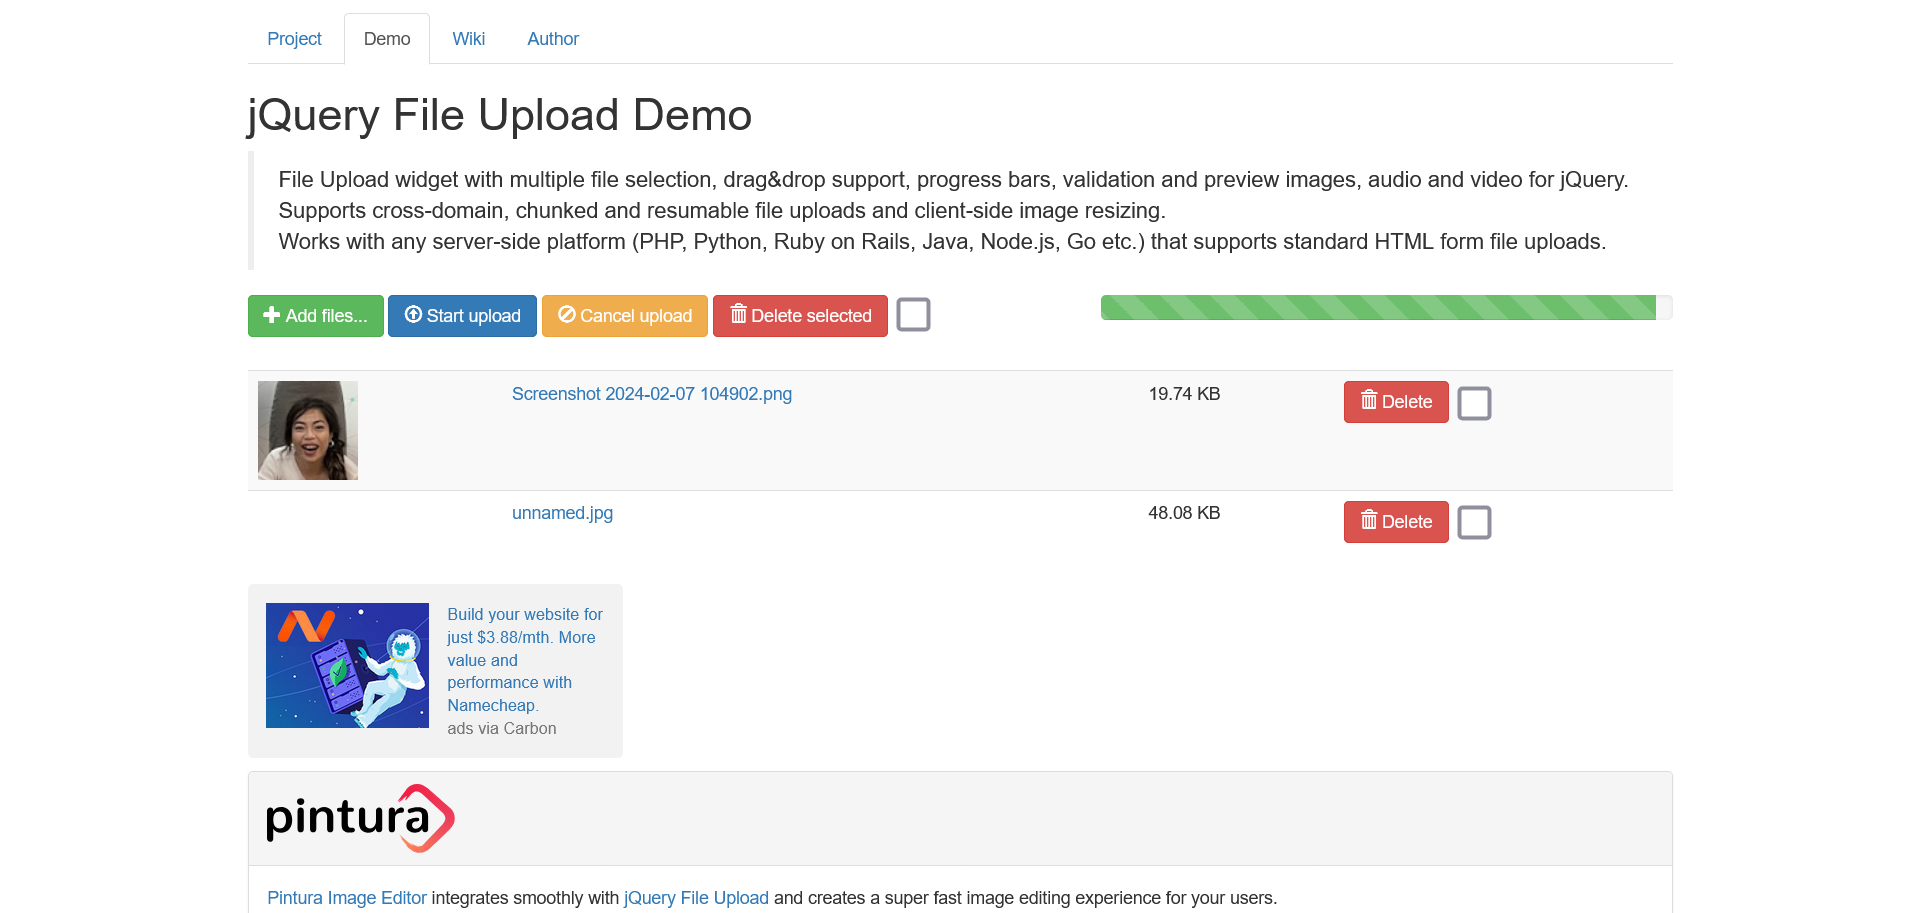 Project
Demo
Wiki
Author
jQuery File Upload Demo
File Upload widget with multiple file selection, drag&drop support, progress bars, validation and preview images, audio and video for jQuery.
Supports cross-domain, chunked and resumable file uploads and client-side image resizing.
Works with any server-side platform (PHP, Python, Ruby on Rails, Java, Node.js, Go etc.) that supports standard HTML form file uploads.
Add files...
Start upload
Cancel upload
Delete selected
Screenshot 2024-02-07 104902.png
19.74 KB
Delete
unnamed.jpg
48.08 KB
Delete
Build your website for
just $3.88/mth. More
value and
performance with
Namecheap.
ads via Carbon
pintura
Pintura Image Editor integrates smoothly with jQuery File Upload and creates a super fast image editing experience for your users.